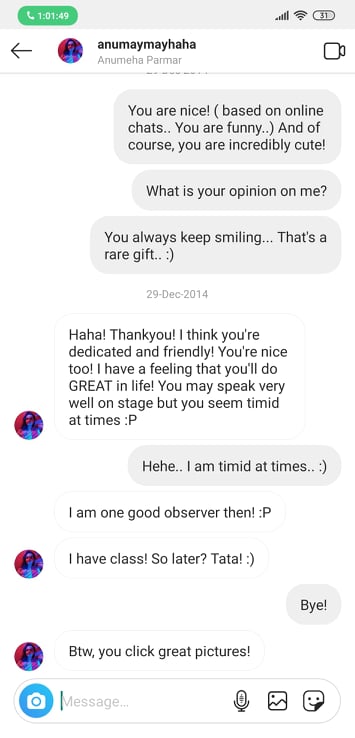 1:01:49
31
anumaymayhaha
Anumeha Parmar
You are nice! ( based on online
chats.. You are funny..) And of
course, you are incredibly cute!
What is your opinion on me?
You always keep smiling... That's a
rare gift.. :)
29-Dec-2014
Haha! Thankyou! I think you're
dedicated and friendly! You're nice
too! I have a feeling that you'll do
GREAT in life! You may speak very
well on stage but you seem timid
at times :P
Hehe.. I am timid at times.. :)
I am one good observer then! :P
I have class! So later? Tata! :)
Bye!
Btw, you click great pictures!
Message...